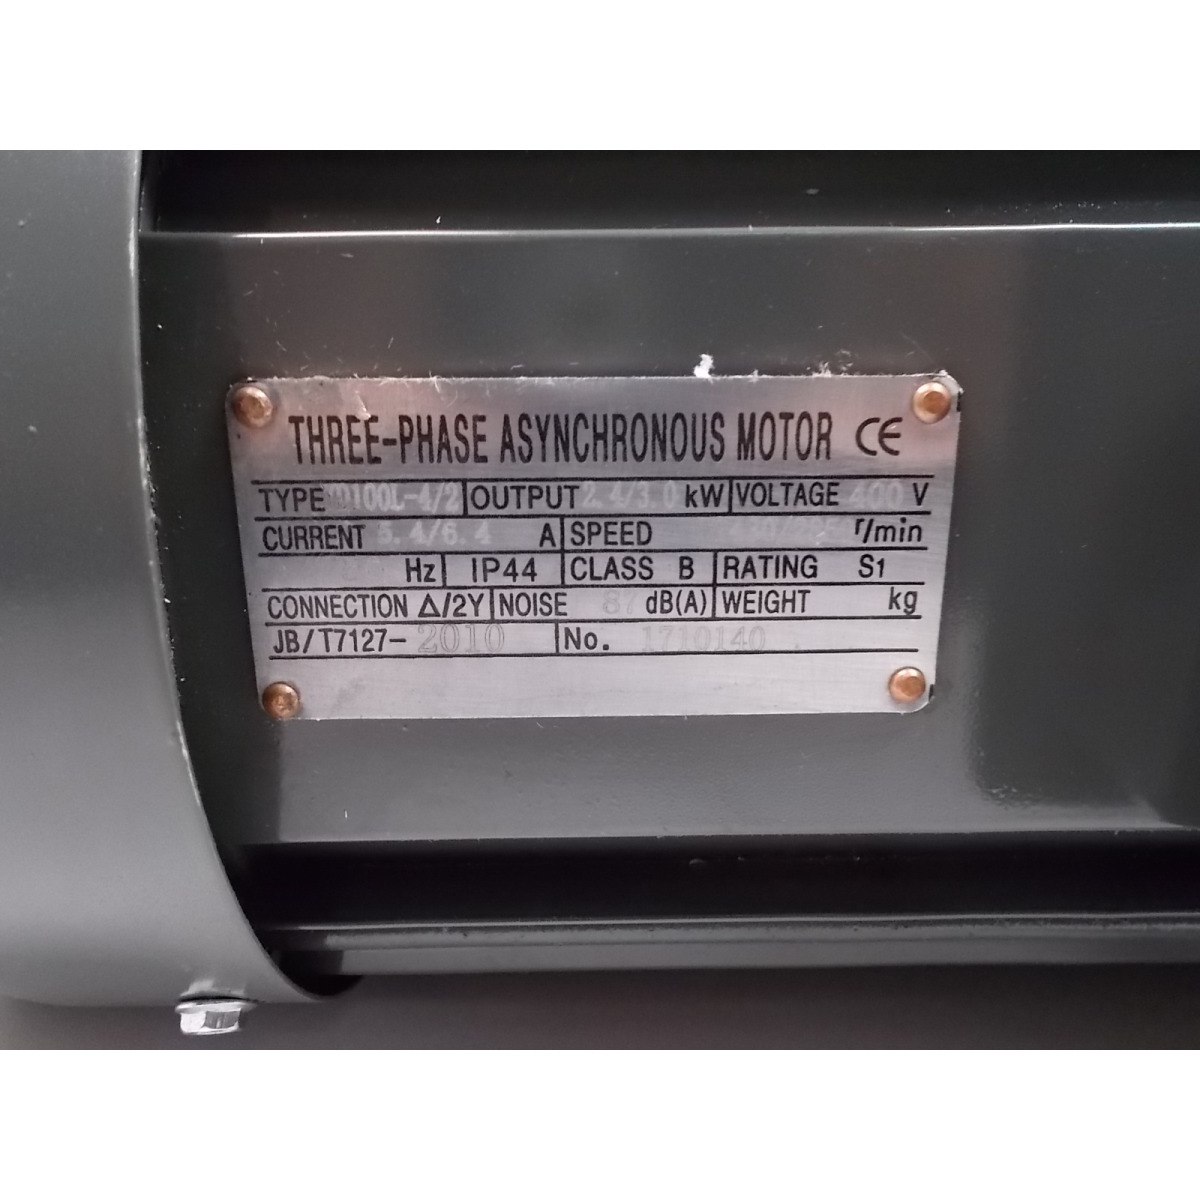 THREE-PHASE ASYNCHRONOUS MOTOR CE
TYPE YD100L-4/2 OUTPUT 2.4/3.0 kW VOLTAGE 400 V
CURRENT 5.4/6.4 A SPEED r/min
Hz IP44 CLASS B RATING S1
CONNECTION Δ/2Y NOISE 87 dB(A) WEIGHT kg
JB/T7127-2010 No. 1710140